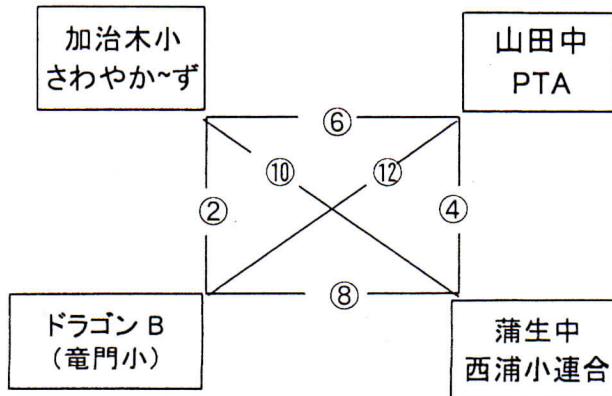 加治木小
さわやか~ず
山田中
PTA
⑥
⑩
⑫
②
④
⑧
ドラゴン B
(竜門小)
蒲生中
西浦小連合